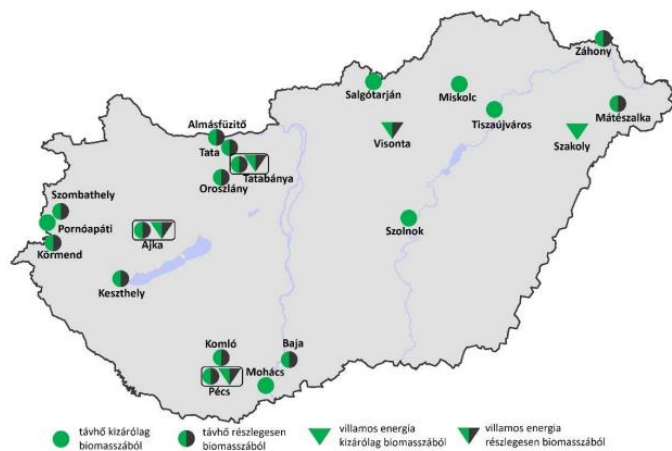 Záhony
Salgótarján
Miskolc
Mátészalka
Tiszaújváros
Almásfüzitő
Visonta
Szakoly
Tata
Tatabánya
Oroszlány
Szombathely
Pornóapáti
Szolnok
Körmend
Ajka
Keszthely
Komló
Baja
Mohács
Pécs
távhő kizárólag
biomasszából
távhő részlegesen
biomasszából
villamos energia
kizárólag biomasszából
villamos energia
részlegesen biomasszából